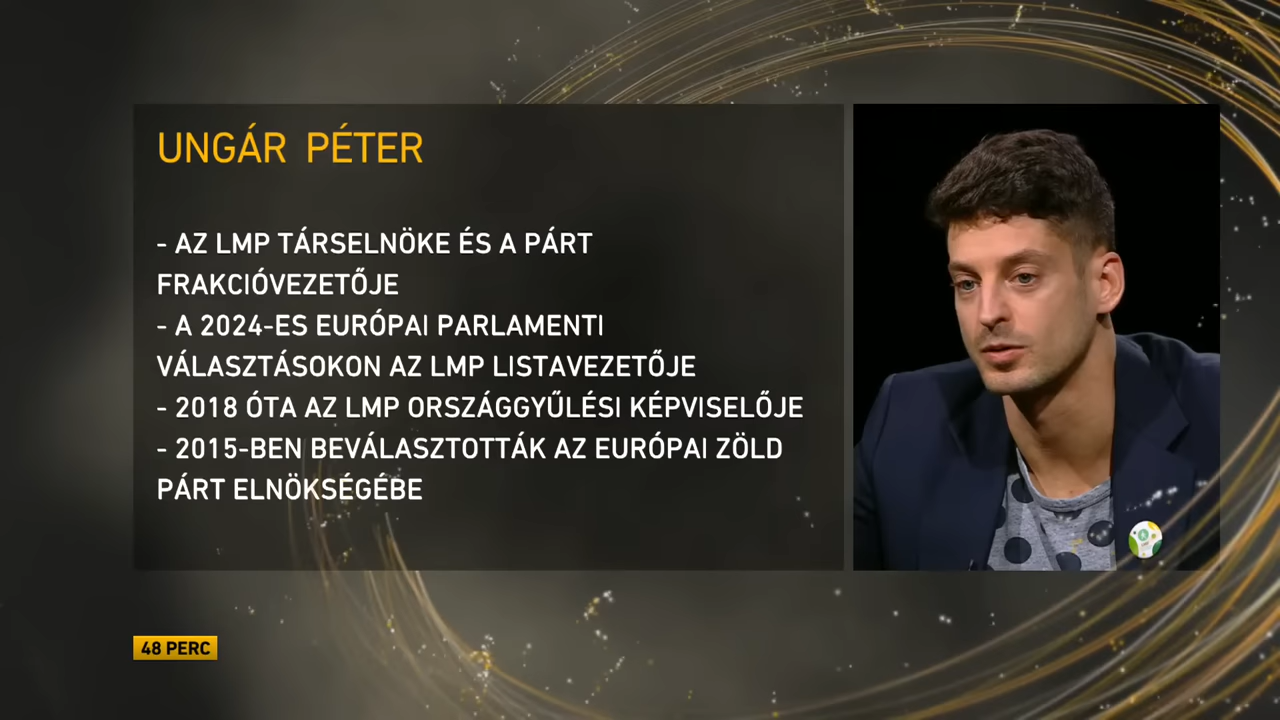 UNGÁR PÉTER
- AZ LMP TÁRSELNÖKE ÉS A PÁRT
FRAKCIÓVEZETŐJE
- A 2024-ES EURÓPAI PARLAMENTI
VÁLASZTÁSOKON AZ LMP LISTAVEZETŐJE
- 2018 ÓTA AZ LMP ORSZÁGGYŰLÉSI KÉPVISELŐJE
- 2015-BEN BEVÁLASZTOTTÁK AZ EURÓPAI ZÖLD
PÁRT ELNÖKSÉGÉBE
48 PERC